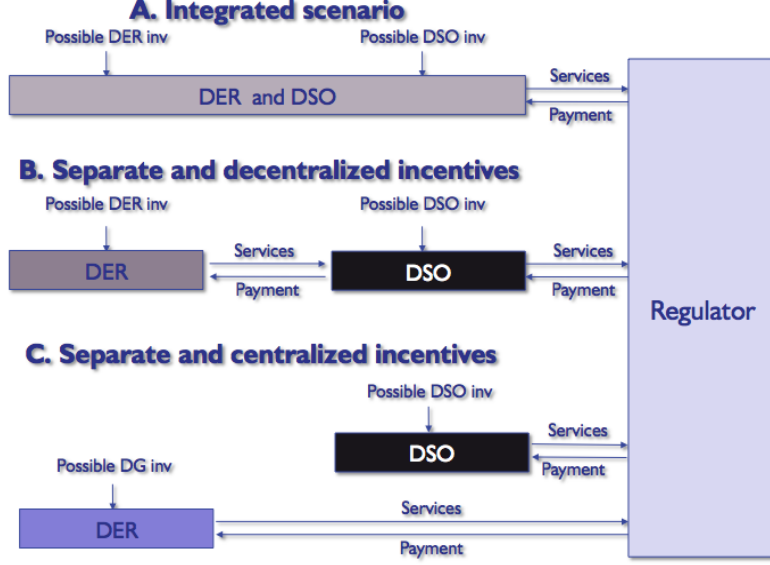 A. Integrated scenario
Possible DER inv
Possible DSO inv
DER and DSO
Services
Payment
B. Separate and decentralized incentives
Possible DER inv
Possible DSO inv
DER
Services
Payment
DSO
Services
Payment
Regulator
C. Separate and centralized incentives
Possible DSO inv
DSO
Services
Payment
Possible DG inv
DER
Services
Payment